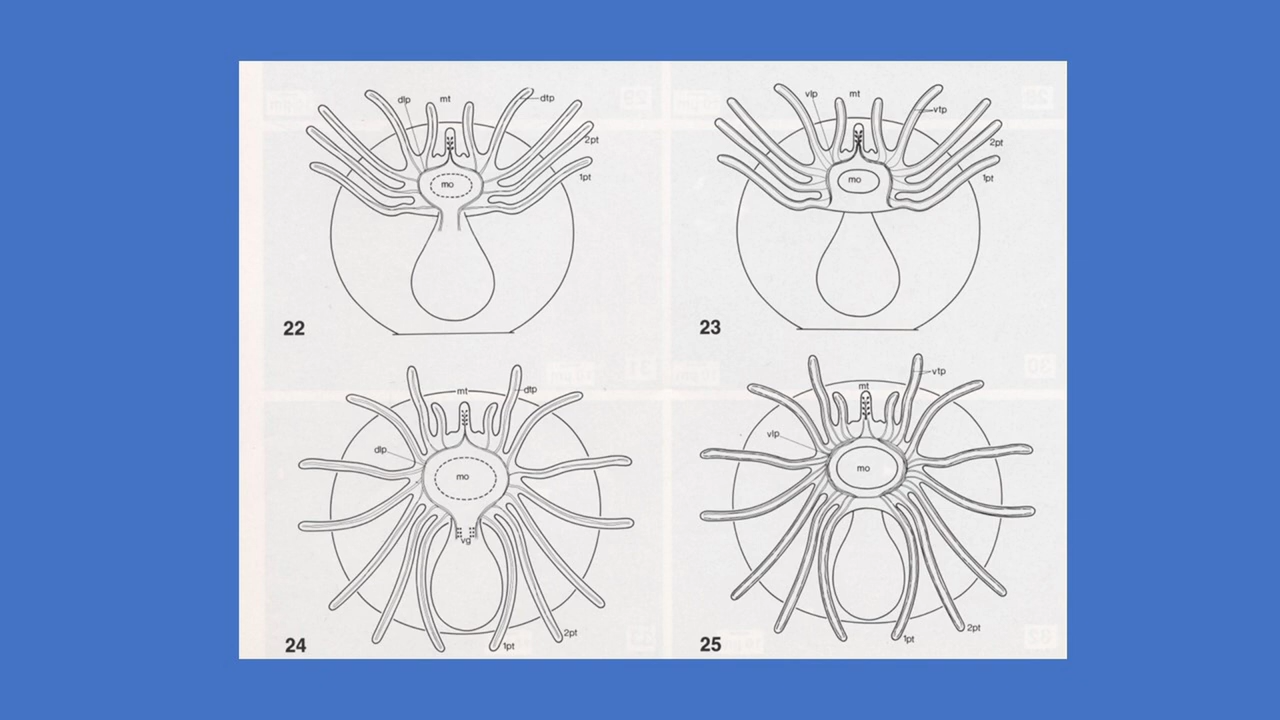 dlp mt dtp
2pt
mo 1pt
22
vlp mt vtp
2pt
mo 1pt
23
mt dtp
dlp
mo
vg
2pt
1pt
24
vtp
mt
vlp
mo
2pt
1pt
25